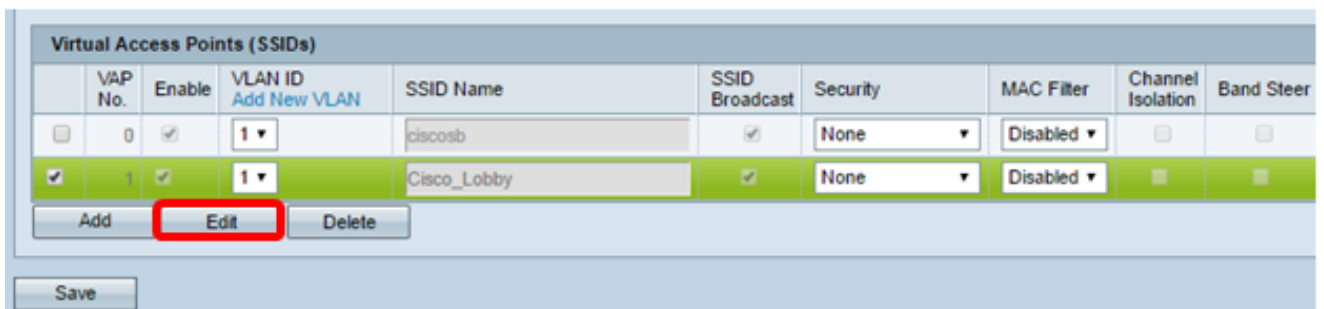 Virtual Access Points (SSIDs)
VAP No. Enable VLAN ID Add New VLAN SSID Name SSID Broadcast Security MAC Filter Channel Isolation Band Steer
0 1 ciscosb None Disabled
1 1 Cisco_Lobby None Disabled
Add Edit Delete
Save